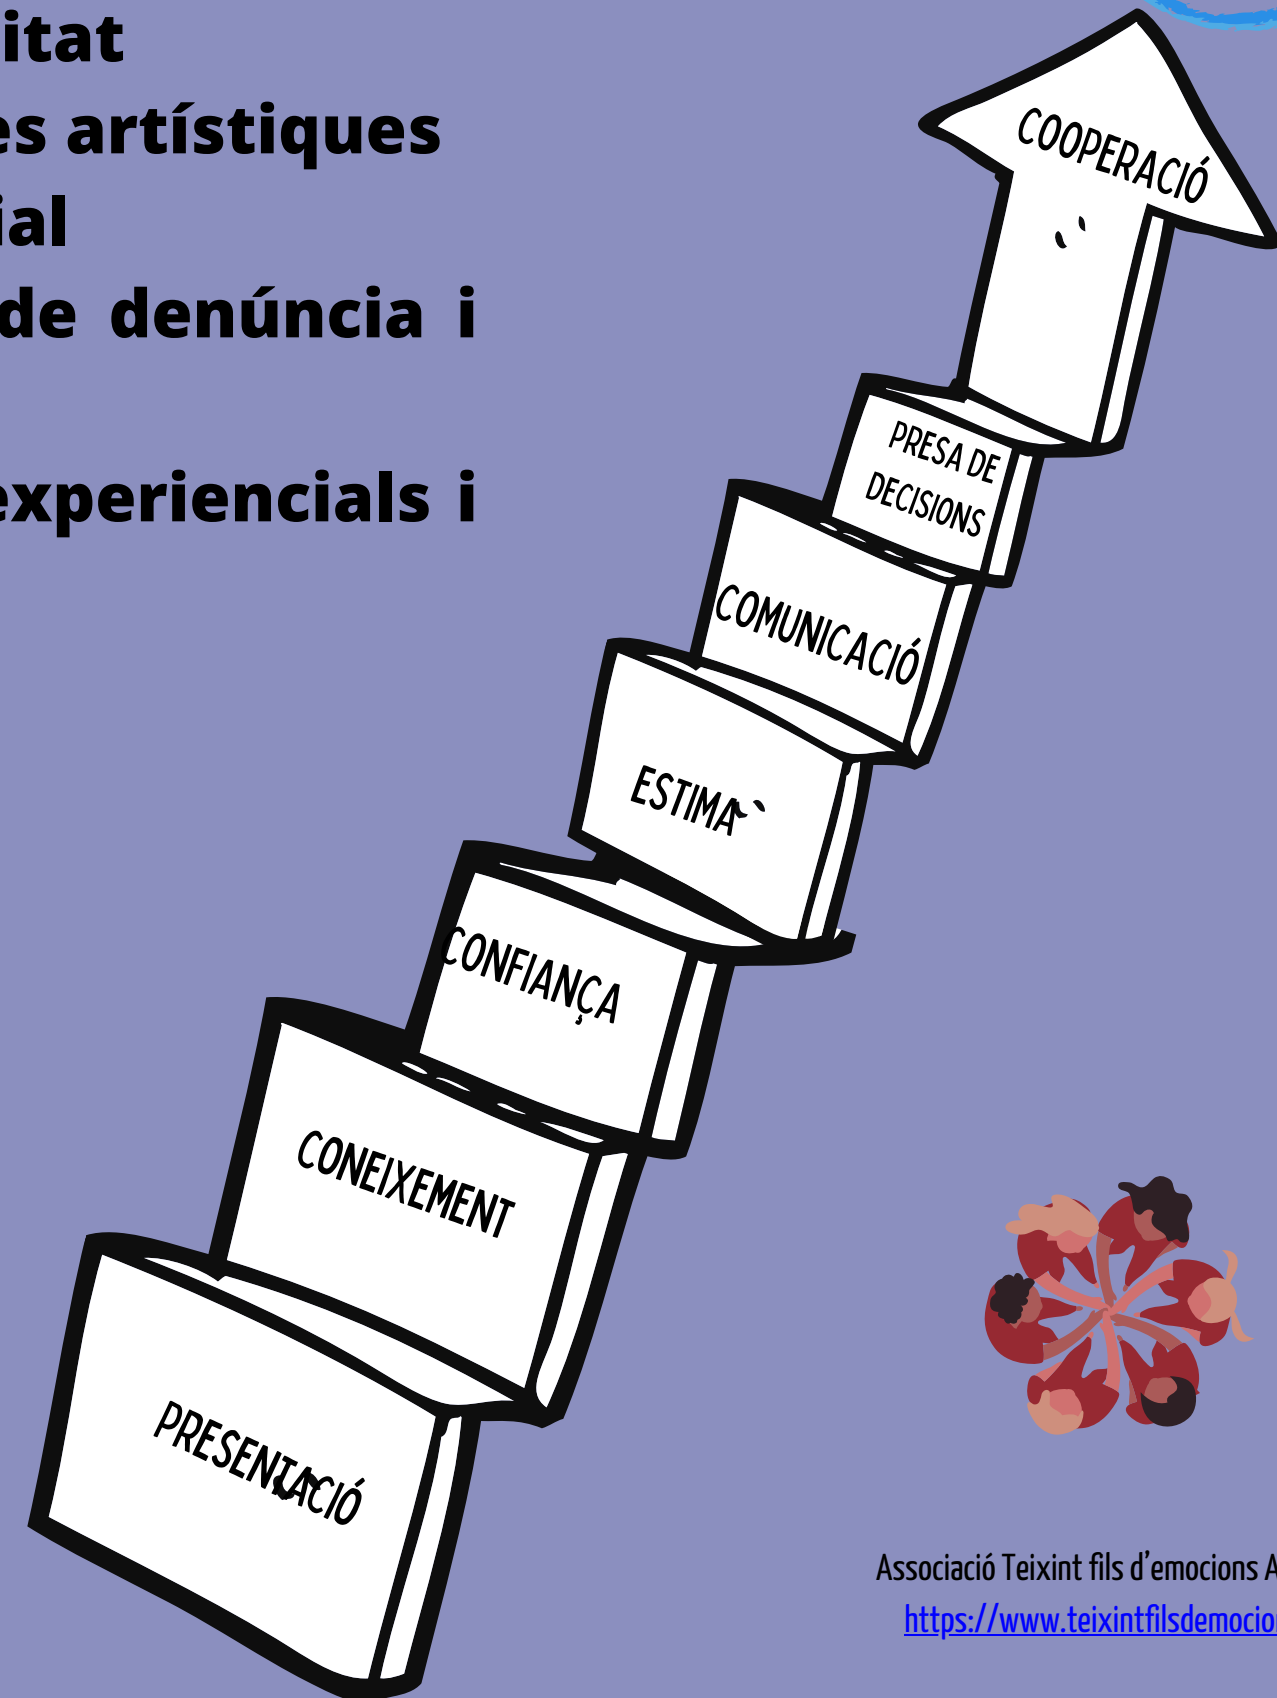 itat
es artístiques
ial
de denúncia i
experiencials i
COOPERACIÓ
PRESA DE
DECISIONS
COMUNICACIÓ
ESTIMA
CONFIANÇA
CONEIXEMENT
PRESENTACIÓ
Associació Teixint fils d'emocions A
https://www.teixintfilsdemocion